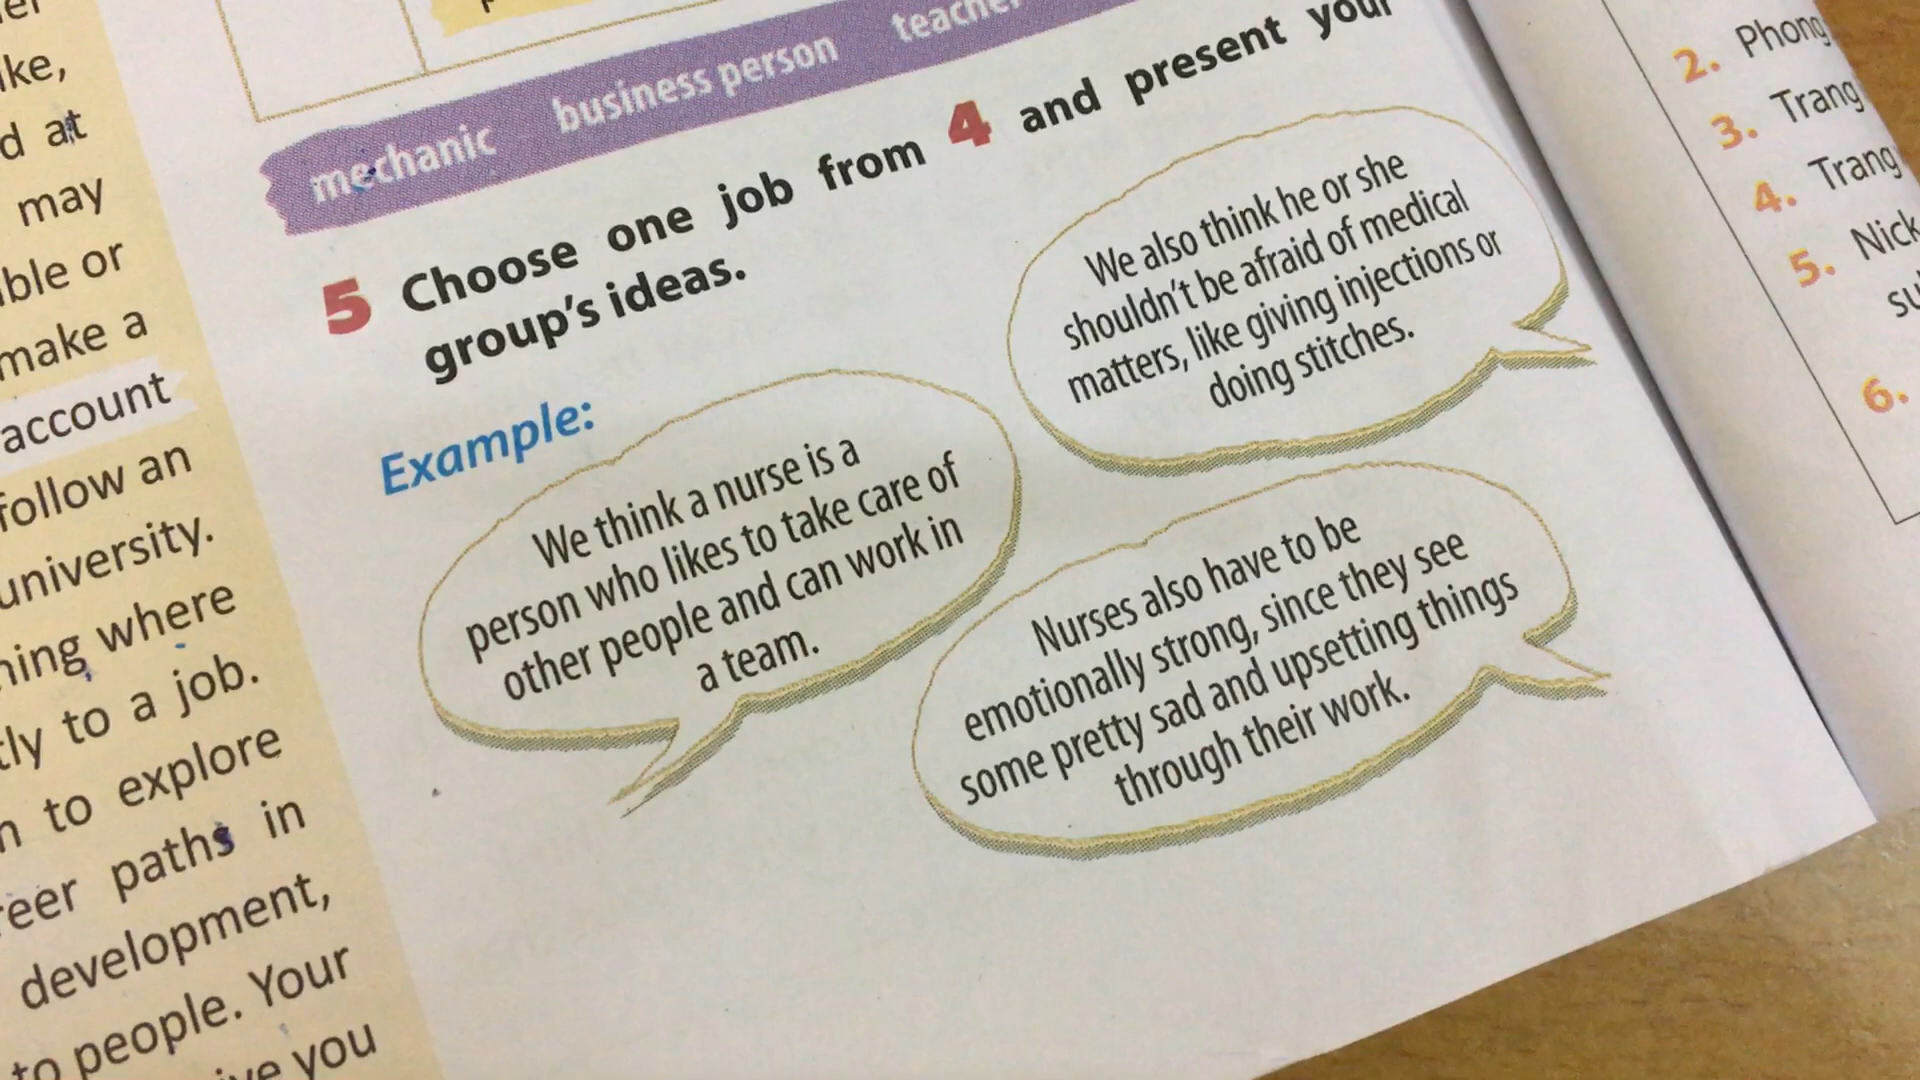 ke,
d at
may
ble or
make a
account
follow an
university.
where
to a job.
to explore
paths in
development,
to people. Your
you
mechanic business person teacher
5 Choose one job from 4 and present your
group's ideas.
Example:
We think a nurse is a
person who likes to take care of
other people and can work in
a team.
We also think he or she
shouldn't be afraid of medical
matters, like giving injections or
doing stitches.
Nurses also have to be
emotionally strong, since they see
some pretty sad and upsetting things
through their work.
2. Phong
3. Trang
4. Trang
5. Nick
su
6.